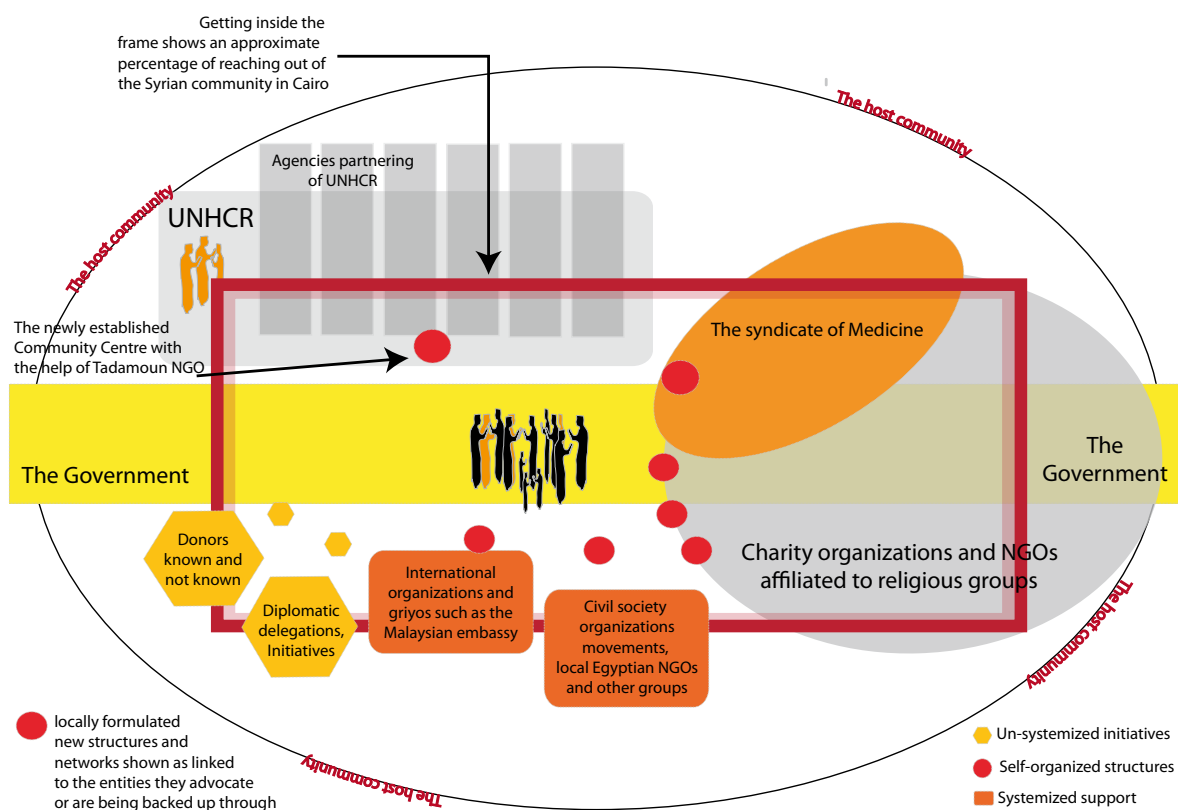 Getting inside the
frame shows an approximate
percentage of reaching out of
the Syrian community in Cairo
The host community
The host community
Agencies partnering
of UNHCR
UNHCR
The syndicate of Medicine
The newly established
Community Centre with
the help of Tadamoun NGO
The Government
The
Government
Donors
known and
not known
Diplomatic
delegations,
Initiatives
International
organizations and
griyos such as the
Malaysian embassy
Civil society
organizations
movements,
local Egyptian NGOs
and other groups
Charity organizations and NGOs
affiliated to religious groups
The host community
The host community
locally formulated
new structures and
networks shown as linked
to the entities they advocate
or are being backed up through
Un-systemized initiatives
Self-organized structures
Systemized support